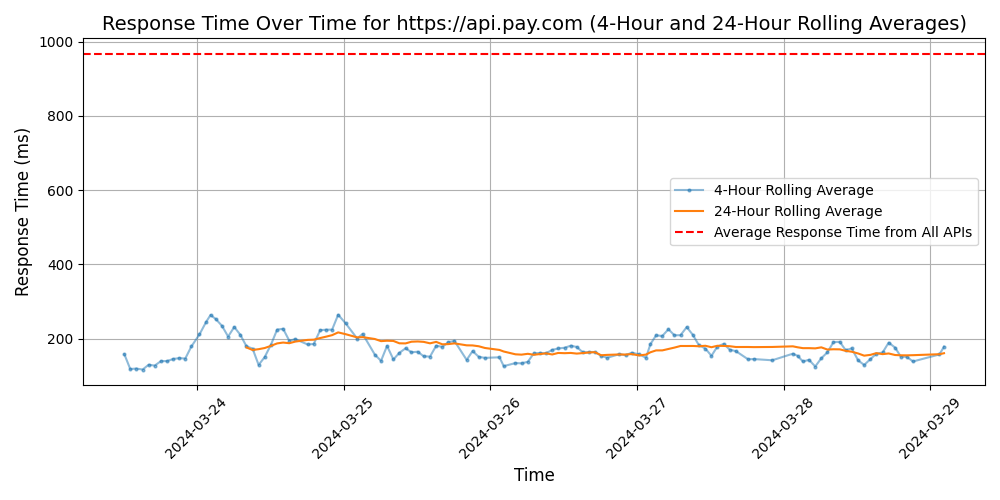 Response Time Over Time for https://api.pay.com (4-Hour and 24-Hour Rolling Averages)
Response Time (ms)
1000
800
600
400
200
4-Hour Rolling Average
24-Hour Rolling Average
Average Response Time from All APIs
2024-03-24
2024-03-25
2024-03-26
2024-03-27
2024-03-28
2024-03-29
Time